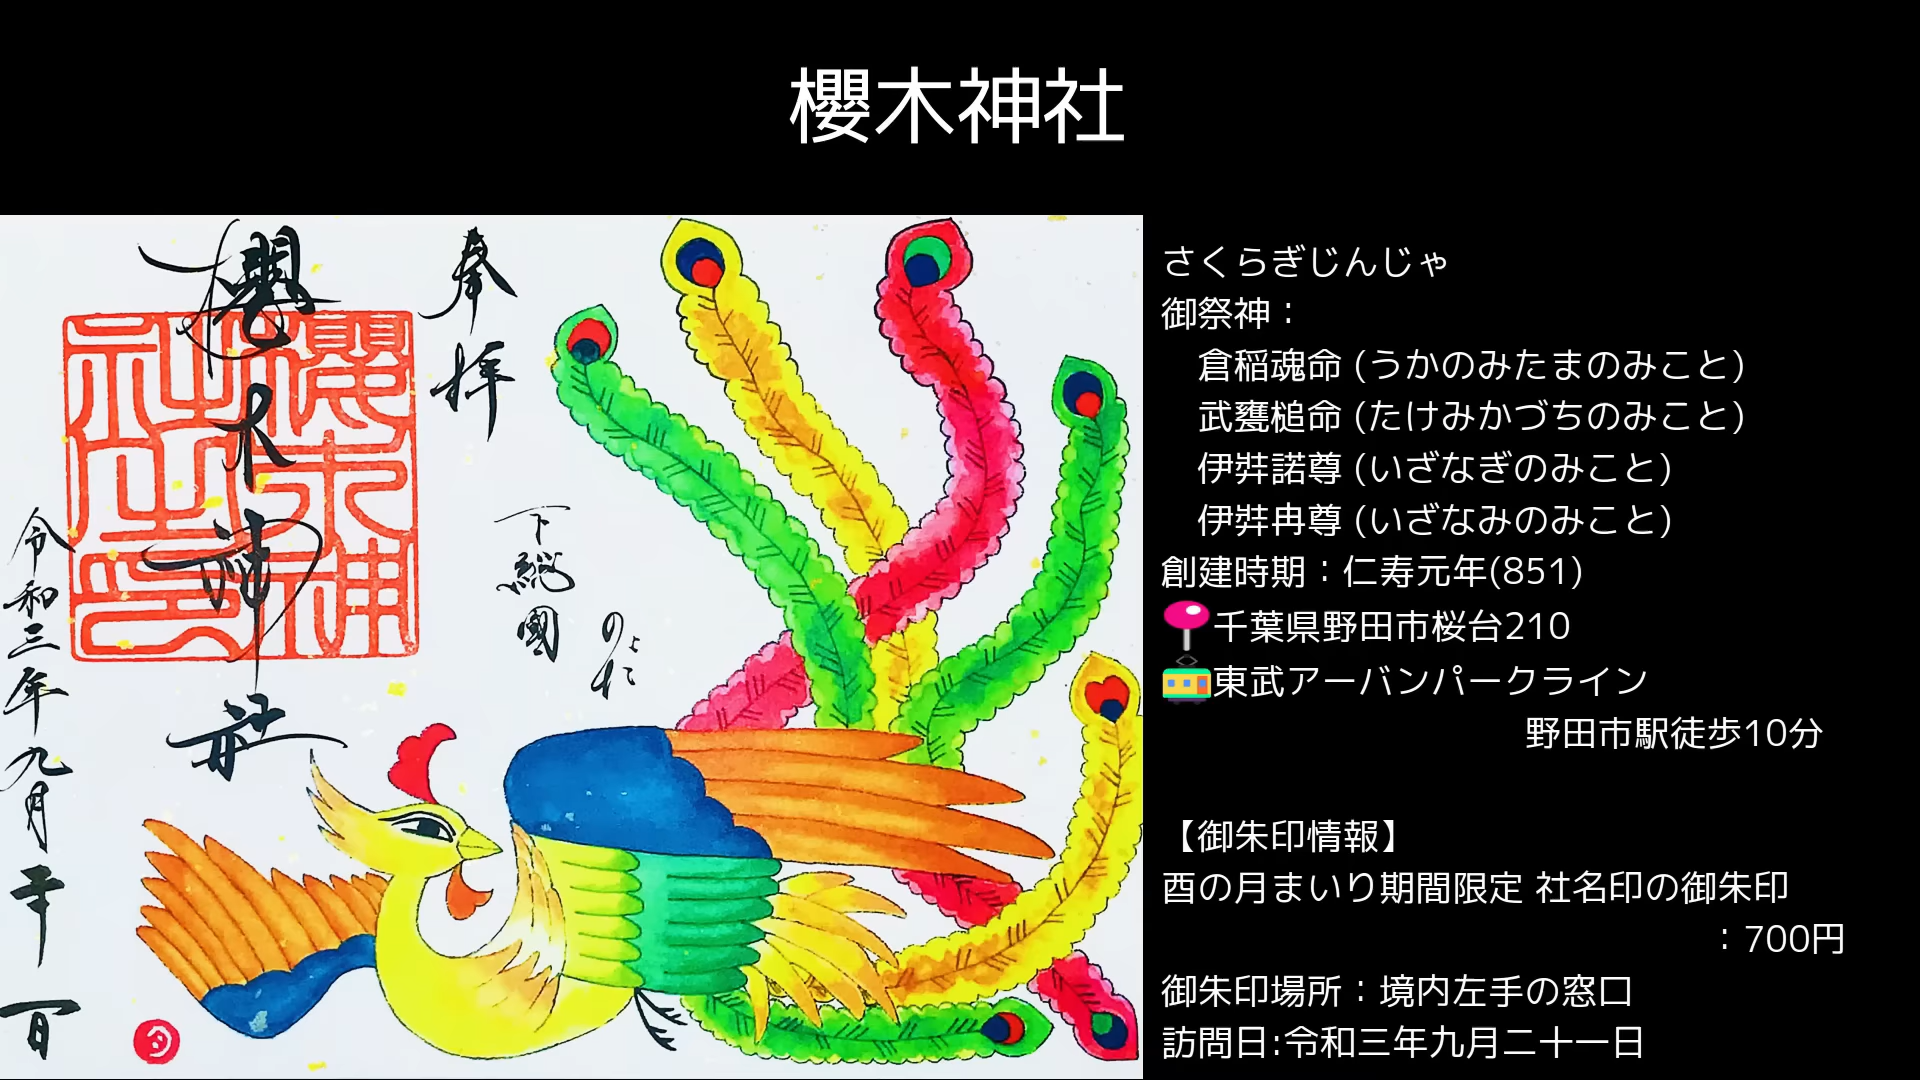 櫻木神社
奉拝
下総國
のだ
櫻木神社
櫻木神社印
令和三年九月二十一日
さくらぎじんじゃ
御祭神：
倉稲魂命 (うかのみたまのみこと)
武甕槌命 (たけみかづちのみこと)
伊弉諾尊 (いざなぎのみこと)
伊弉冉尊 (いざなみのみこと)
創建時期：仁寿元年(851)
千葉県野田市桜台210
東武アーバンパークライン
野田市駅徒歩10分
【御朱印情報】
酉の月まいり期間限定 社名印の御朱印
：700円
御朱印場所：境内左手の窓口
訪問日:令和三年九月二十一日